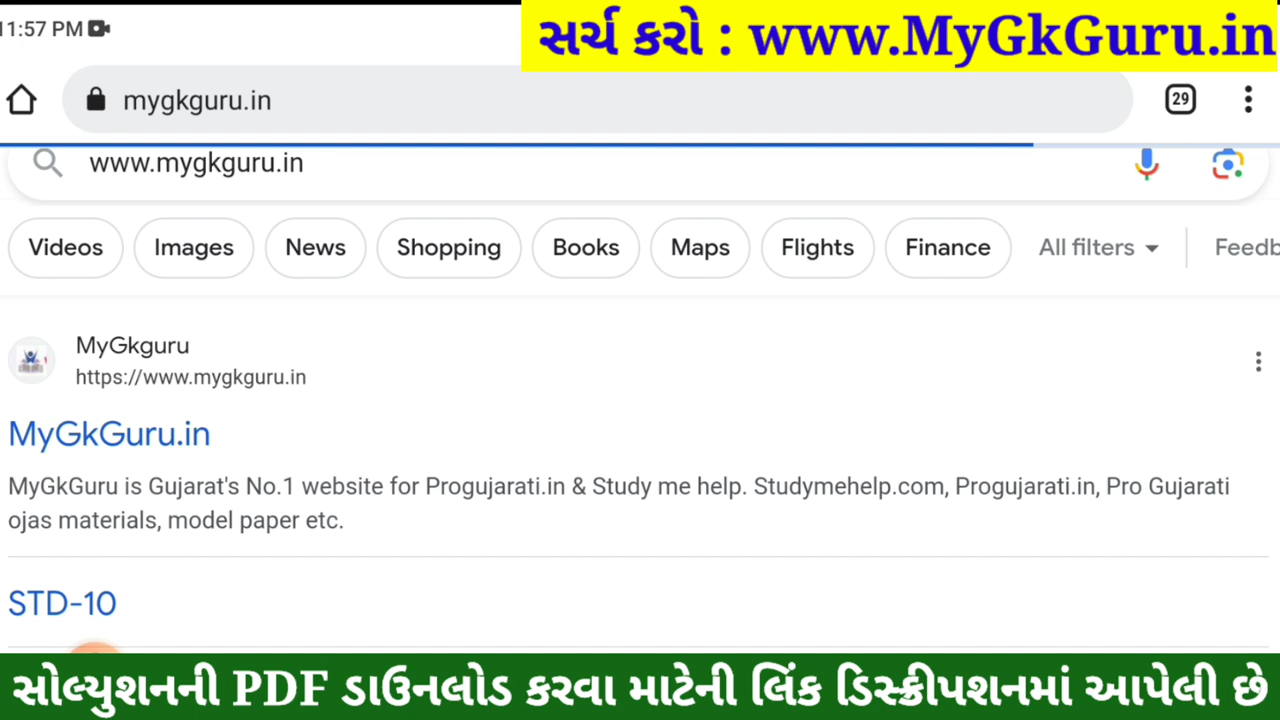 11:57 PM
સર્ચ કરો : www.MyGkGuru.in
mygkguru.in
29
www.mygkguru.in
Videos
Images
News
Shopping
Books
Maps
Flights
Finance
All filters
Feedb
MyGkguru
https://www.mygkguru.in
MyGkGuru.in
MyGkGuru is Gujarat's No.1 website for Progujarati.in & Study me help. Studymehelp.com, Progujarati.in, Pro Gujarati
ojas materials, model paper etc.
STD-10
સોલ્યુશનની PDF ડાઉનલોડ કરવા માટેની લિંક ડિસ્ક્રીપશનમાં આપેલી છે